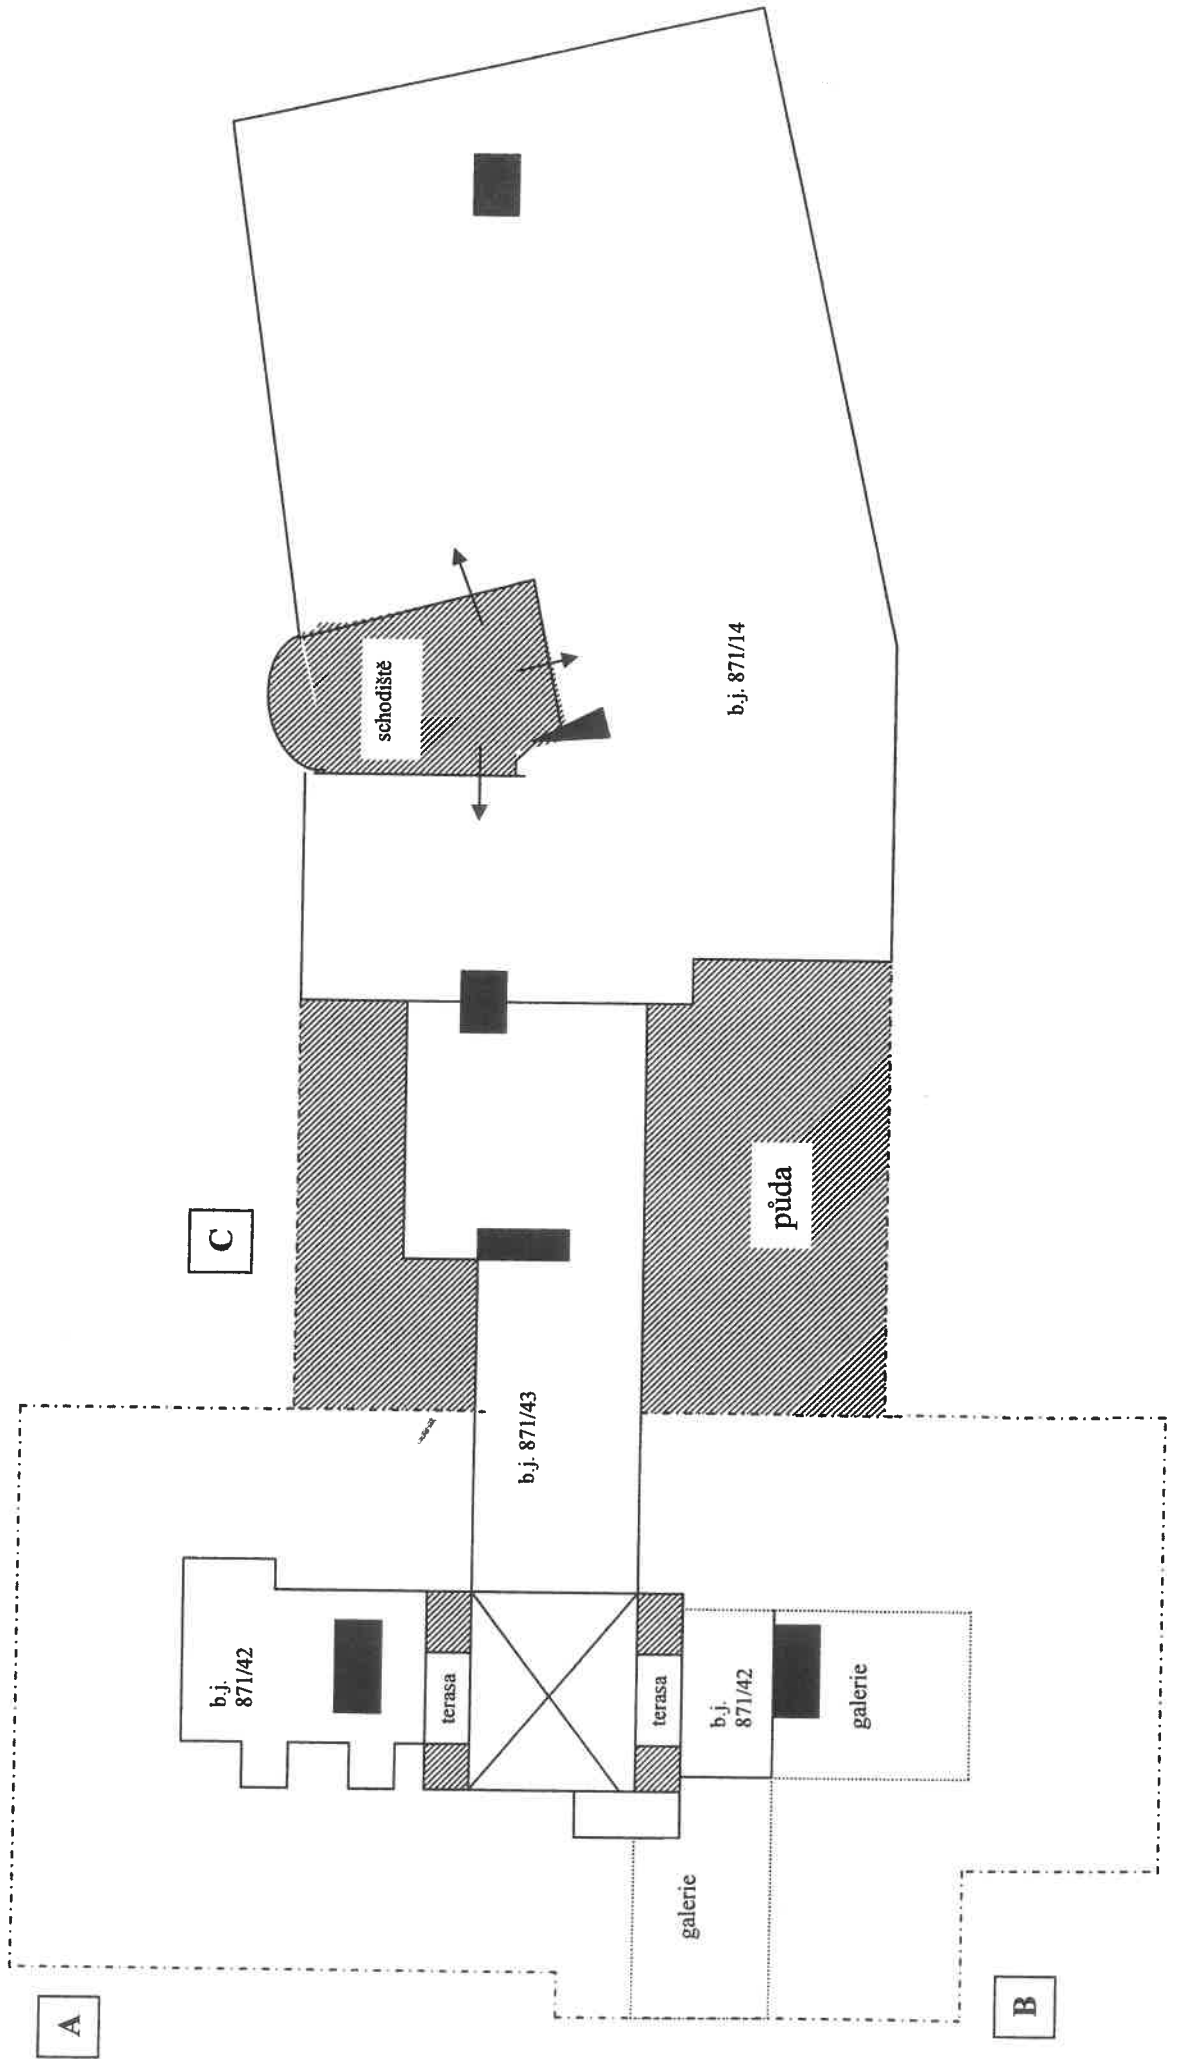 A
B
C
schodiště
b.j. 871/14
půda
b.j. 871/43
b.j.
871/42
terasa
terasa
b.j.
871/42
galerie
galerie